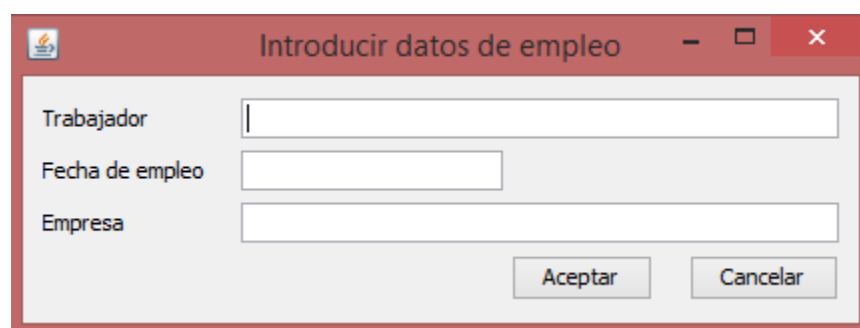 Introducir datos de empleo
Trabajador
Fecha de empleo
Empresa
Aceptar Cancelar